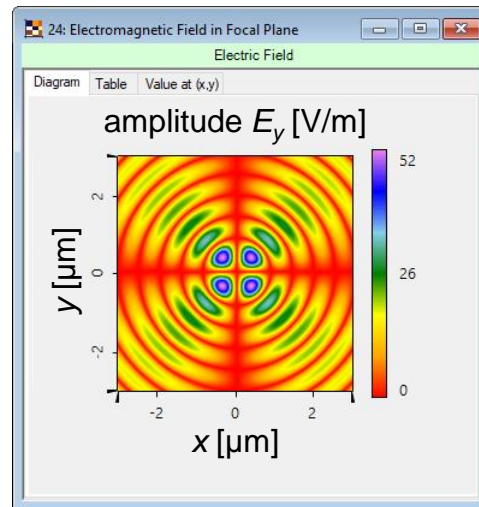 24: Electromagnetic Field in Focal Plane
Electric Field
Diagram Table Value at (x,y)
amplitude E_y [V/m]
52
26
0
y [µm]
2
0
-2
-2 0 2
x [µm]